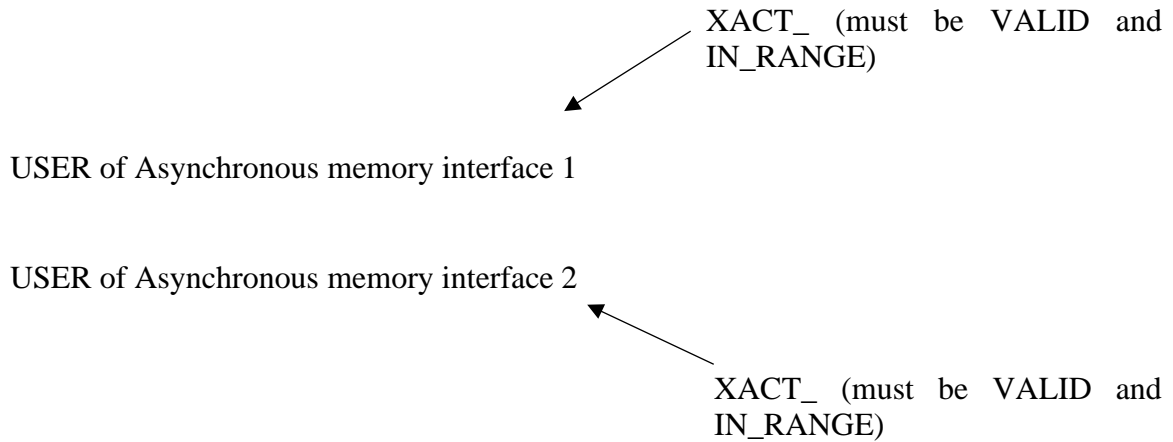 XACT_ (must be VALID and
IN_RANGE)
USER of Asynchronous memory interface 1
USER of Asynchronous memory interface 2
XACT_ (must be VALID and
IN_RANGE)